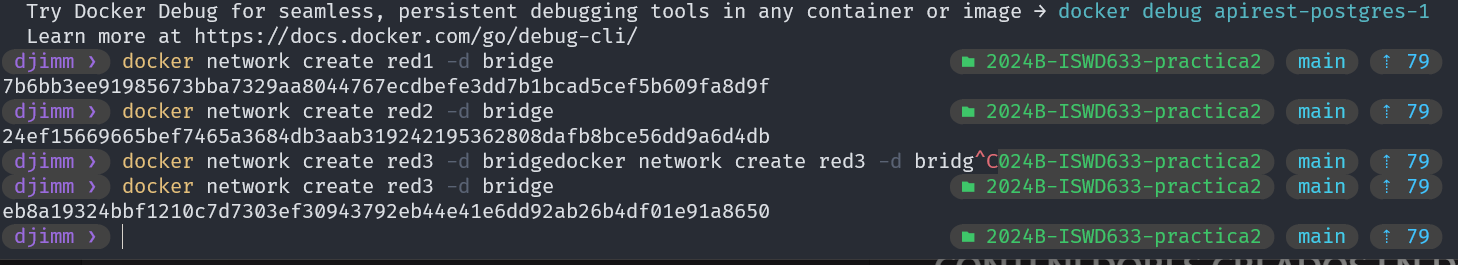 Try Docker Debug for seamless, persistent debugging tools in any container or image → docker debug apirest-postgres-1
Learn more at https://docs.docker.com/go/debug-cli/
djimm ❯ docker network create red1 -d bridge 2024B-ISWD633-practica2 main ⇡ 79
7b6bb3ee91985673bba7329aa8044767ecdbefe3dd7b1bcad5cef5b609fa8d9f
djimm ❯ docker network create red2 -d bridge 2024B-ISWD633-practica2 main ⇡ 79
24ef15669665bef7465a3684db3aab319242195362808dafb8bce56dd9a6d4db
djimm ❯ docker network create red3 -d bridgedocker network create red3 -d bridg^C024B-ISWD633-practica2 main ⇡ 79
djimm ❯ docker network create red3 -d bridge 2024B-ISWD633-practica2 main ⇡ 79
eb8a19324bbf1210c7d7303ef30943792eb44e41e6dd92ab26b4df01e91a8650
djimm ❯ 2024B-ISWD633-practica2 main ⇡ 79